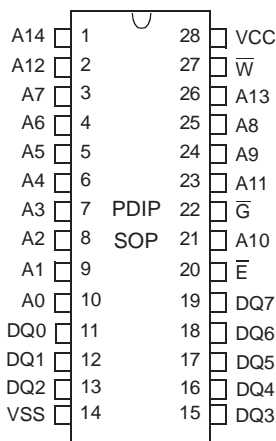 A14 1 28 VCC
A12 2 27 W̅
A7 3 26 A13
A6 4 25 A8
A5 5 24 A9
A4 6 23 A11
A3 7 PDIP 22 G̅
A2 8 SOP 21 A10
A1 9 20 E̅
A0 10 19 DQ7
DQ0 11 18 DQ6
DQ1 12 17 DQ5
DQ2 13 16 DQ4
VSS 14 15 DQ3